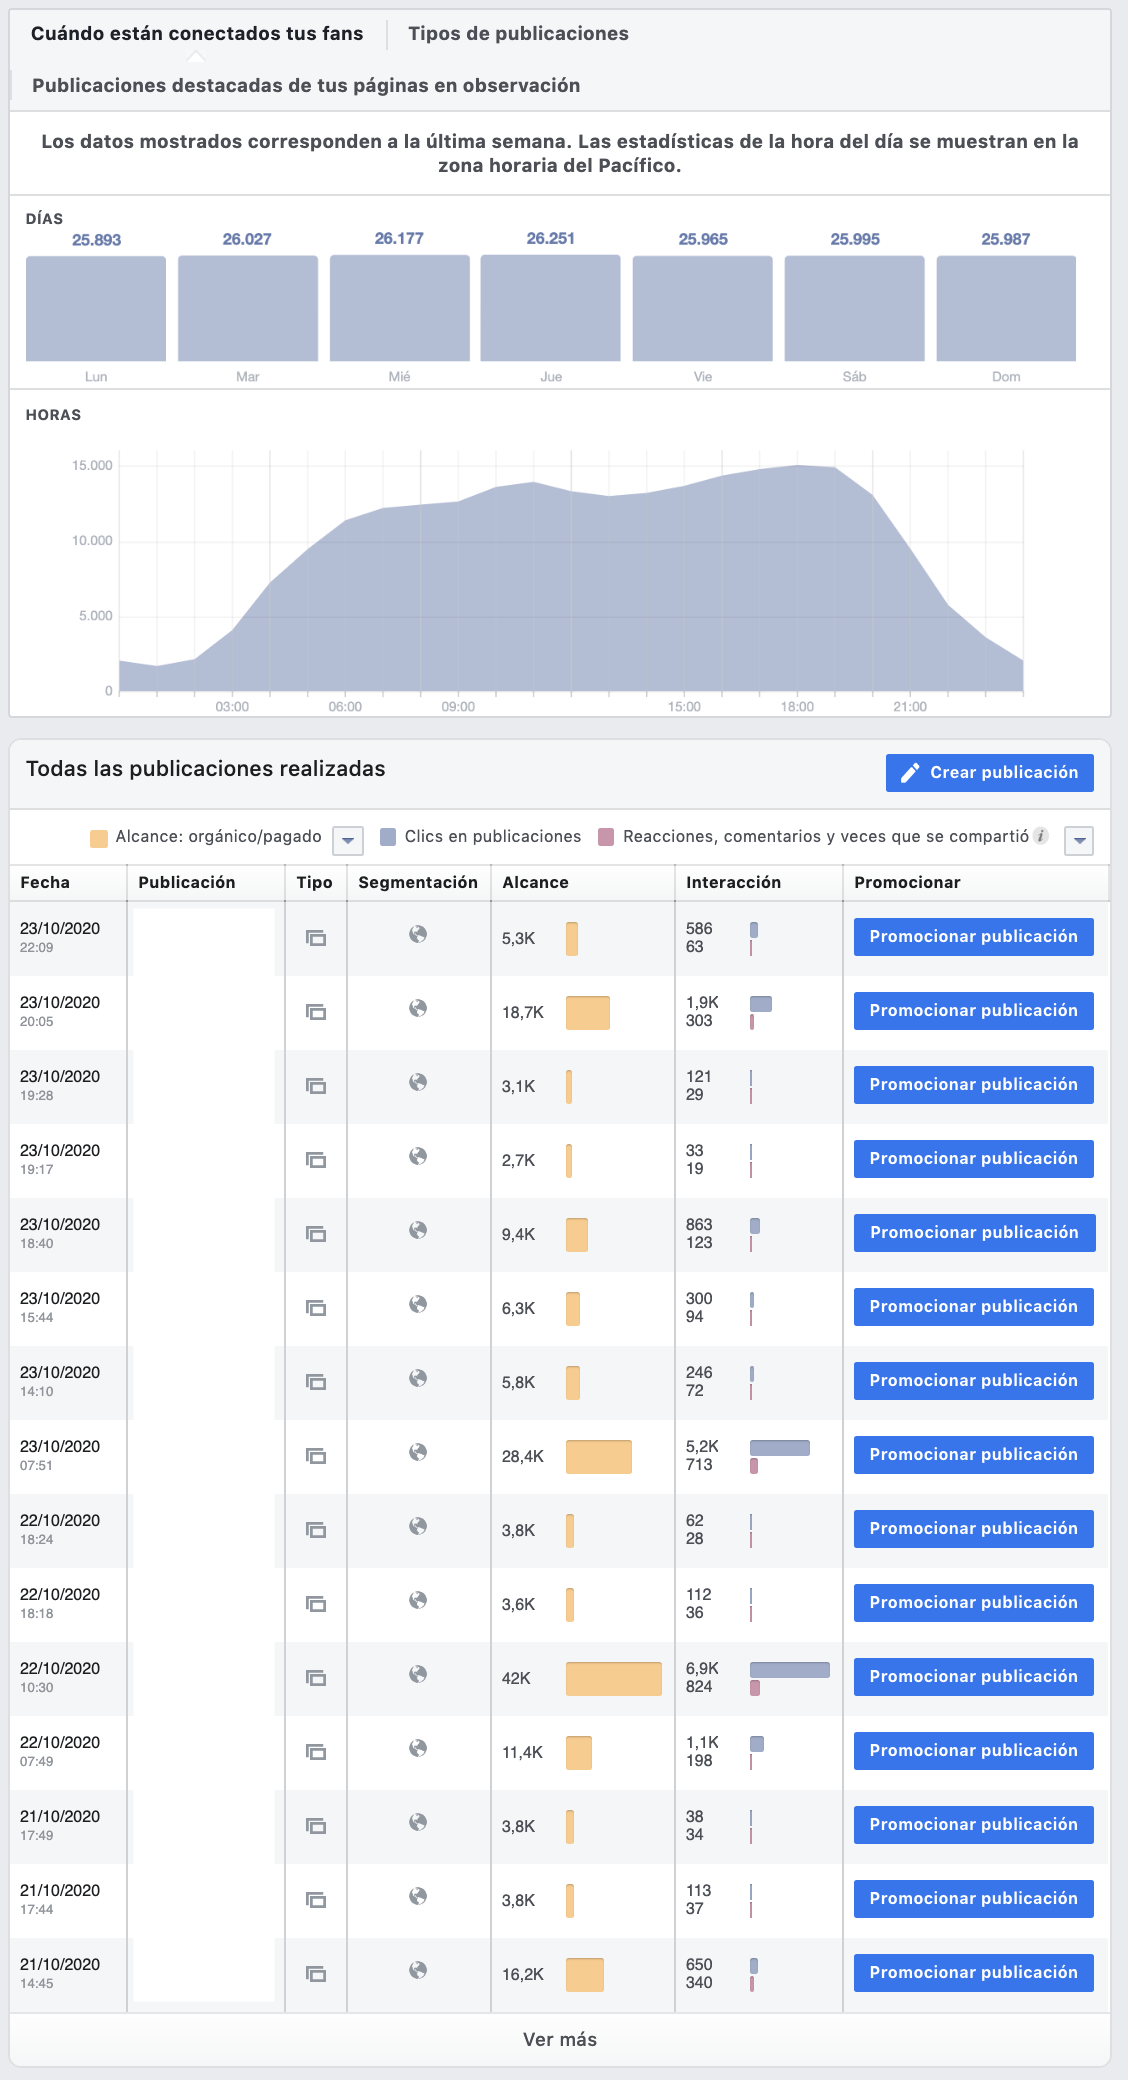 Cuándo están conectados tus fans
Tipos de publicaciones
Publicaciones destacadas de tus páginas en observación
Los datos mostrados corresponden a la última semana. Las estadísticas de la hora del día se muestran en la
zona horaria del Pacífico.
DÍAS
25.893 26.027 26.177 26.251 25.965 25.995 25.987
Lun Mar Mié Jue Vie Sáb Dom
HORAS
15.000
10.000
5.000
0
03:00 06:00 09:00 15:00 18:00 21:00
Todas las publicaciones realizadas
Crear publicación
Alcance: orgánico/pagado Clics en publicaciones Reacciones, comentarios y veces que se compartió i
Fecha Publicación Tipo Segmentación Alcance Interacción Promocionar
23/10/2020
22:09
5,3K
586
63
Promocionar publicación
23/10/2020
20:05
18,7K
1,9K
303
Promocionar publicación
23/10/2020
19:28
3,1K
121
29
Promocionar publicación
23/10/2020
19:17
2,7K
33
19
Promocionar publicación
23/10/2020
18:40
9,4K
863
123
Promocionar publicación
23/10/2020
15:44
6,3K
300
94
Promocionar publicación
23/10/2020
14:10
5,8K
246
72
Promocionar publicación
23/10/2020
07:51
28,4K
5,2K
713
Promocionar publicación
22/10/2020
18:24
3,8K
62
28
Promocionar publicación
22/10/2020
18:18
3,6K
112
36
Promocionar publicación
22/10/2020
10:30
42K
6,9K
824
Promocionar publicación
22/10/2020
07:49
11,4K
1,1K
198
Promocionar publicación
21/10/2020
17:49
3,8K
38
34
Promocionar publicación
21/10/2020
17:44
3,8K
113
37
Promocionar publicación
21/10/2020
14:45
16,2K
650
340
Promocionar publicación
Ver más